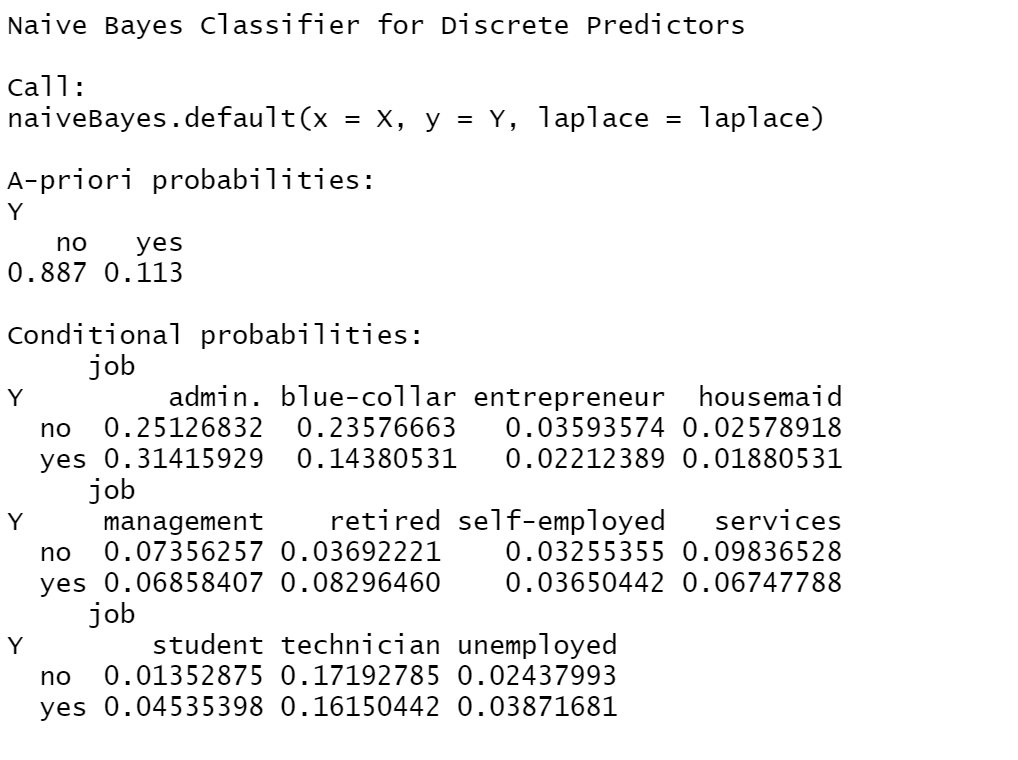 Naive Bayes Classifier for Discrete Predictors
Call:
naiveBayes.default(x = X, y = Y, laplace = laplace)
A-priori probabilities:
Y
no yes
0.887 0.113
Conditional probabilities:
job
Y admin. blue-collar entrepreneur housemaid
no 0.25126832 0.23576663 0.03593574 0.02578918
yes 0.31415929 0.14380531 0.02212389 0.01880531
job
Y management retired self-employed services
no 0.07356257 0.03692221 0.03255355 0.09836528
yes 0.06858407 0.08296460 0.03650442 0.06747788
job
Y student technician unemployed
no 0.01352875 0.17192785 0.02437993
yes 0.04535398 0.16150442 0.03871681